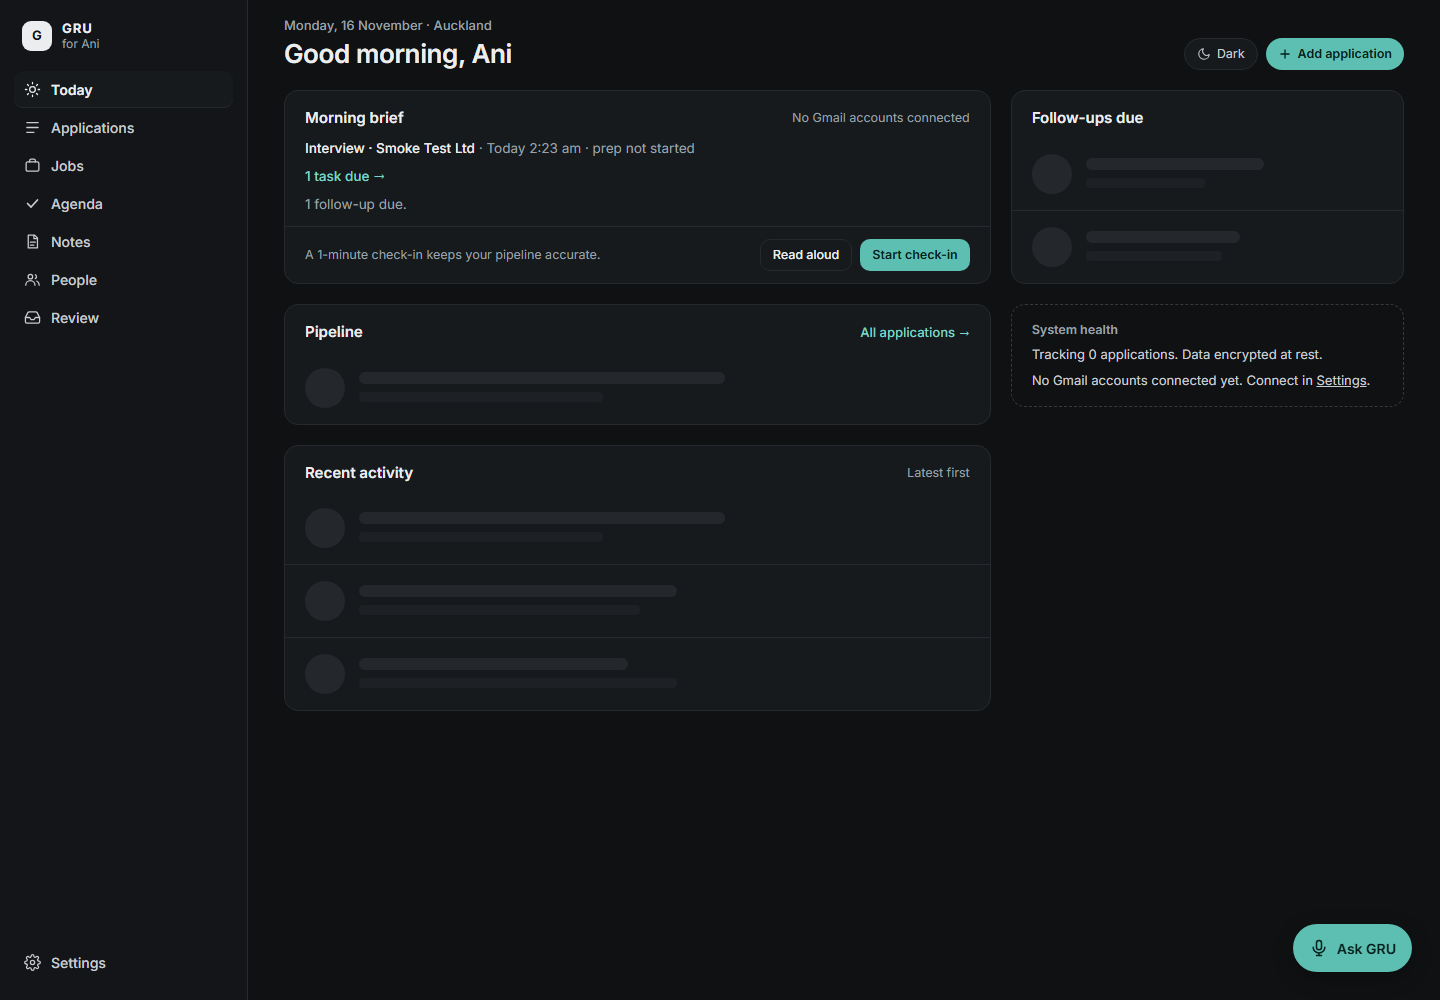 G
GRU
for Ani
Today
Applications
Jobs
Agenda
Notes
People
Review
Settings
Monday, 16 November · Auckland
Good morning, Ani
Dark
+ Add application
Morning brief
No Gmail accounts connected
Interview · Smoke Test Ltd · Today 2:23 am · prep not started
1 task due →
1 follow-up due.
A 1-minute check-in keeps your pipeline accurate.
Read aloud
Start check-in
Follow-ups due
Pipeline
All applications →
System health
Tracking 0 applications. Data encrypted at rest.
No Gmail accounts connected yet. Connect in Settings.
Recent activity
Latest first
Ask GRU